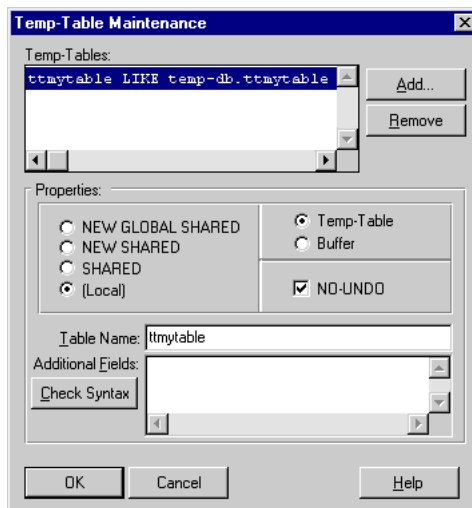 Temp-Table Maintenance
Temp-Tables:
ttmytable LIKE temp-db.ttmytable
Add...
Remove
Properties:
NEW GLOBAL SHARED
NEW SHARED
SHARED
(Local)
Temp-Table
Buffer
NO-UNDO
Table Name: ttmytable
Additional Fields:
Check Syntax
OK Cancel Help